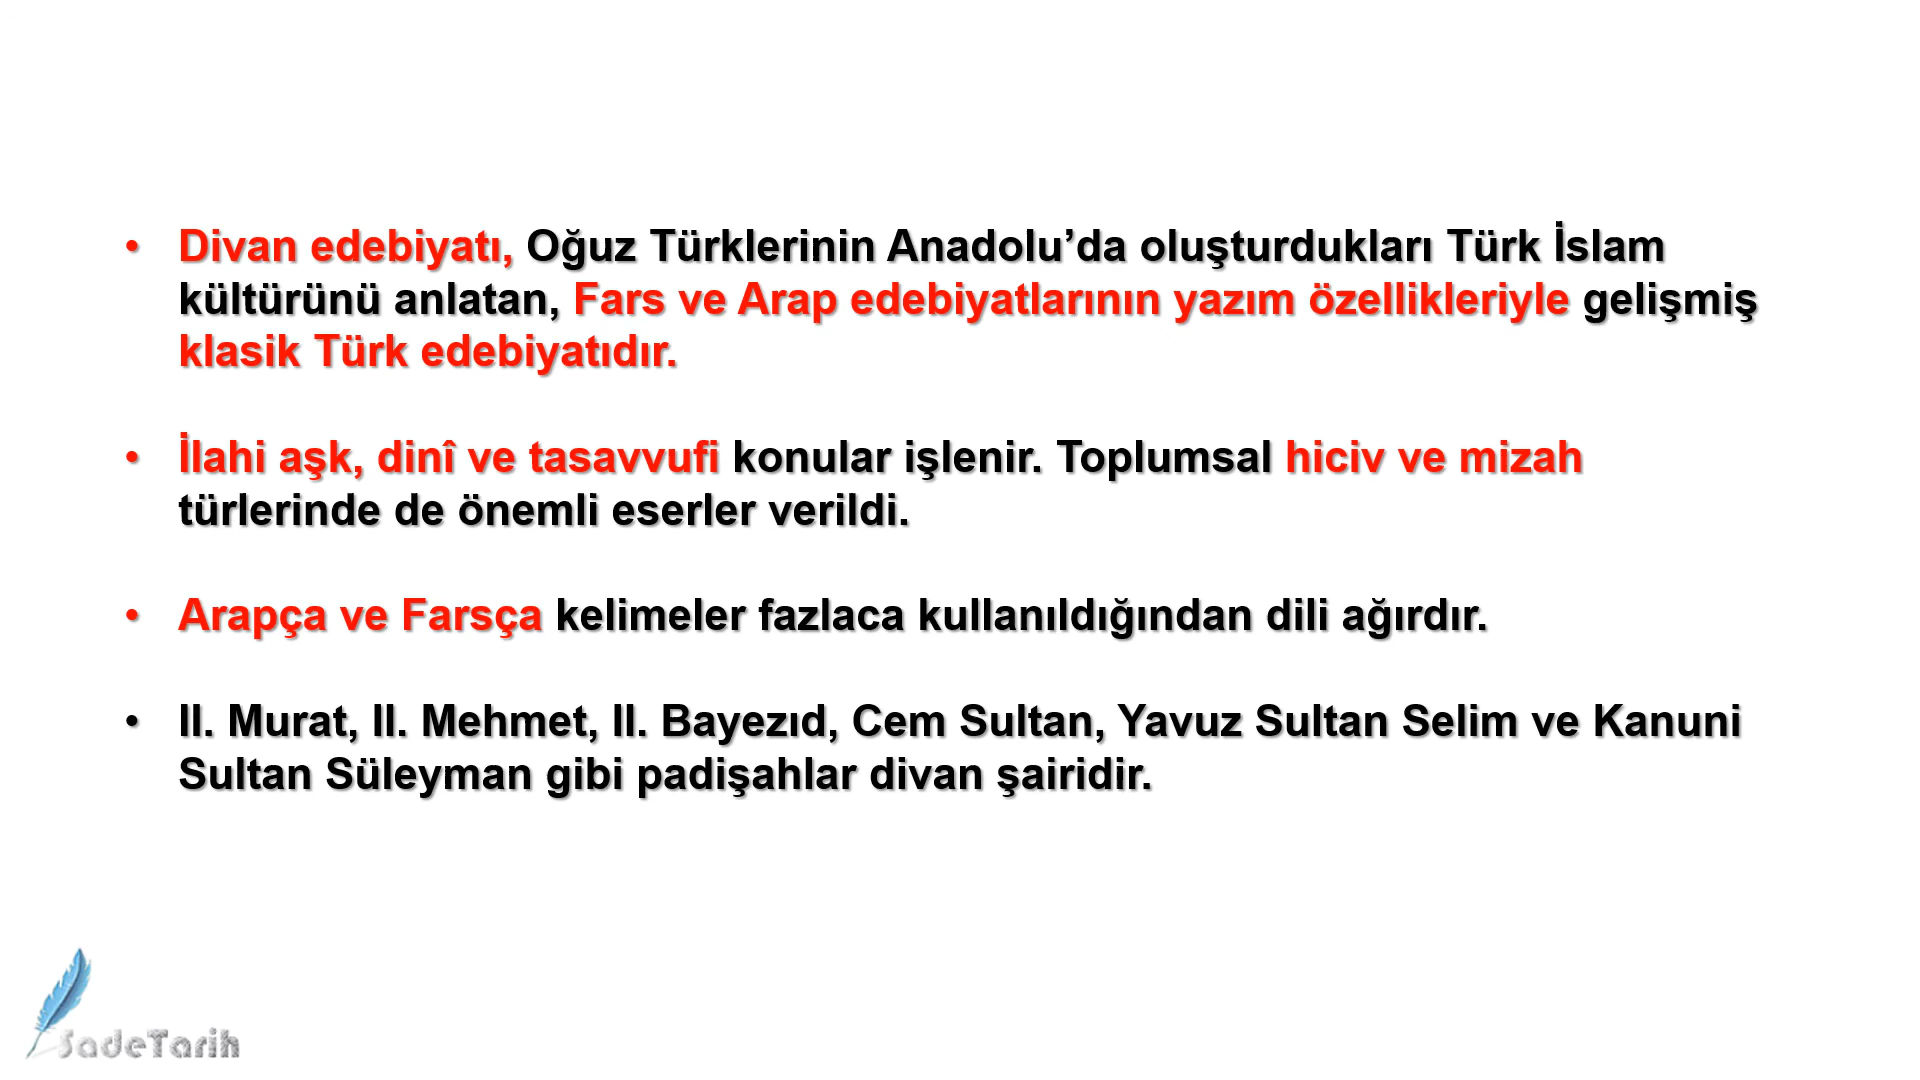 • Divan edebiyatı, Oğuz Türklerinin Anadolu’da oluşturdukları Türk İslam
kültürünü anlatan, Fars ve Arap edebiyatlarının yazım özellikleriyle gelişmiş
klasik Türk edebiyatıdır.
• İlahi aşk, dinî ve tasavvufi konular işlenir. Toplumsal hiciv ve mizah
türlerinde de önemli eserler verildi.
• Arapça ve Farsça kelimeler fazlaca kullanıldığından dili ağırdır.
• II. Murat, II. Mehmet, II. Bayezıd, Cem Sultan, Yavuz Sultan Selim ve Kanuni
Sultan Süleyman gibi padişahlar divan şairidir.
SadeTarih